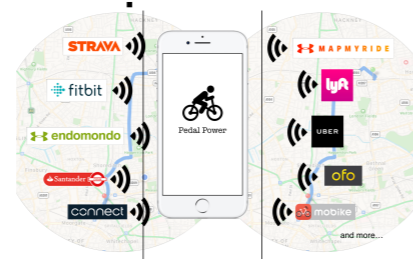 STRAVA
fitbit
endomondo
Santander
connect
Pedal Power
MAPMYRIDE
lyft
UBER
ofo
mobike
and more...